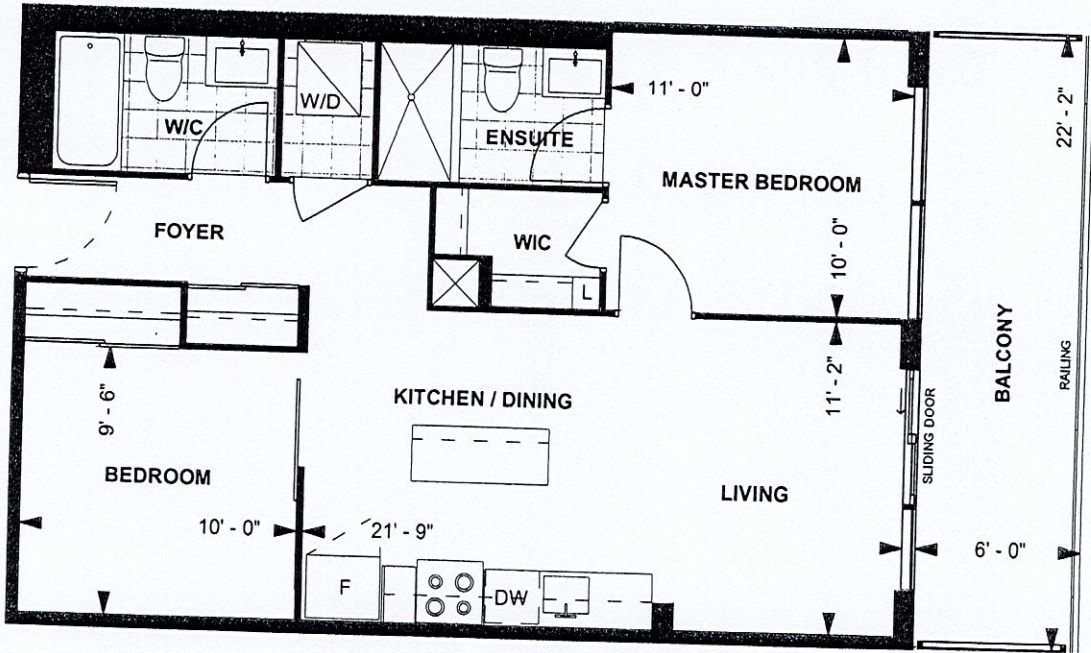 W/C
W/D
ENSUITE
11' - 0"
MASTER BEDROOM
22' - 2"
FOYER
WIC
L
10' - 0"
BALCONY
RAILING
9' - 6"
KITCHEN / DINING
11' - 2"
SLIDING DOOR
BEDROOM
LIVING
10' - 0"
21' - 9"
6' - 0"
F
DW